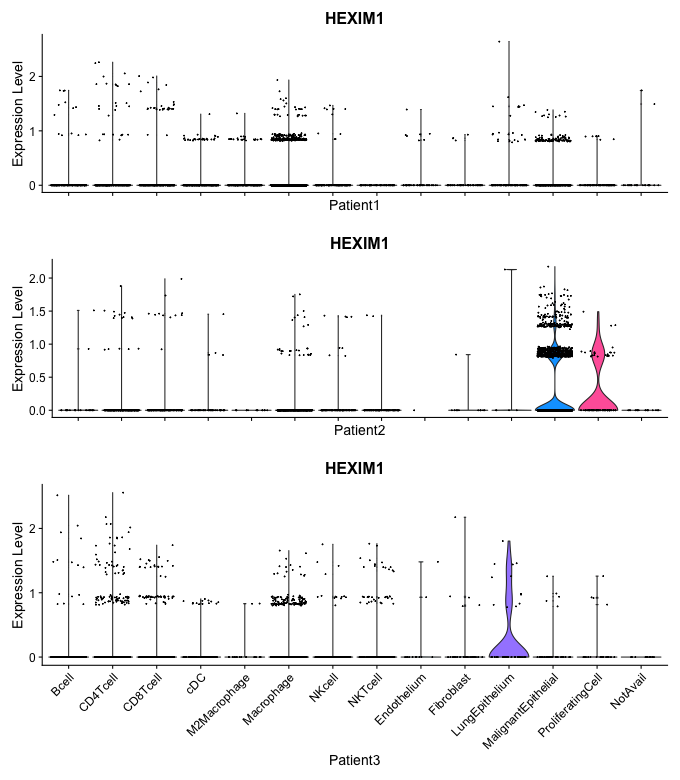 HEXIM1
Expression Level
2
1
0
Patient1
HEXIM1
Expression Level
2.0
1.5
1.0
0.5
0.0
Patient2
HEXIM1
Expression Level
2
1
0
Bcell
CD4Tcell
CD8Tcell
cDC
M2Macrophage
Macrophage
NKcell
NKTcell
Endothelium
Fibroblast
LungEpithelium
MalignantEpithelial
ProliferatingCell
NotAvail
Patient3